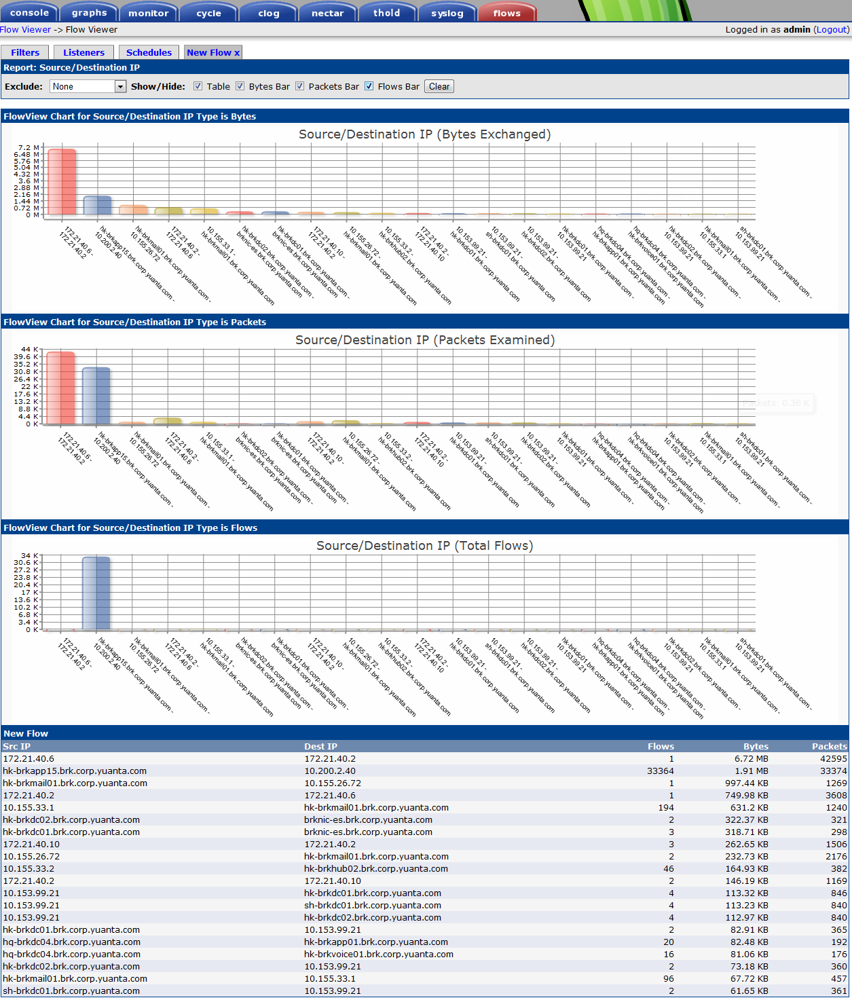 console graphs monitor cycle clog nectar thold syslog flows
Flow Viewer -> Flow Viewer Logged in as admin (Logout)
Filters Listeners Schedules New Flow x
Report: Source/Destination IP
Exclude: None Show/Hide: Table Bytes Bar Packets Bar Flows Bar Clear
FlowView Chart for Source/Destination IP Type is Bytes
Source/Destination IP (Bytes Exchanged)
7.2 M
6.48 M
5.76 M
5.04 M
4.32 M
3.6 M
2.88 M
2.16 M
1.44 M
0.72 M
0 M
172.21.40.6 -
172.21.40.2
hk-brkapp15.brk.corp.yuanta.com -
10.200.2.40
hk-brkmail01.brk.corp.yuanta.com -
10.155.26.72
172.21.40.2 -
172.21.40.6
10.155.33.1 -
hk-brkmail01.brk.corp.yuanta.com
hk-brkdc02.brk.corp.yuanta.com -
brknic-es.brk.corp.yuanta.com
hk-brkdc01.brk.corp.yuanta.com -
brknic-es.brk.corp.yuanta.com
172.21.40.10 -
172.21.40.2
10.155.26.72 -
hk-brkmail01.brk.corp.yuanta.com
10.155.33.2 -
hk-brkhub02.brk.corp.yuanta.com
172.21.40.2 -
172.21.40.10
10.153.99.21 -
hk-brkdc01.brk.corp.yuanta.com
10.153.99.21 -
sh-brkdc01.brk.corp.yuanta.com
10.153.99.21 -
hk-brkdc02.brk.corp.yuanta.com
hk-brkdc01.brk.corp.yuanta.com -
10.153.99.21
hq-brkdc04.brk.corp.yuanta.com -
hk-brkapp01.brk.corp.yuanta.com
hq-brkdc04.brk.corp.yuanta.com -
hk-brkvoice01.brk.corp.yuanta.com
hk-brkdc02.brk.corp.yuanta.com -
10.153.99.21
hk-brkmail01.brk.corp.yuanta.com -
10.155.33.1
sh-brkdc01.brk.corp.yuanta.com -
10.153.99.21
FlowView Chart for Source/Destination IP Type is Packets
Source/Destination IP (Packets Examined)
44 K
39.6 K
35.2 K
30.8 K
26.4 K
22 K
17.6 K
13.2 K
8.8 K
4.4 K
0 K
Packets: 0.36 K
172.21.40.6 -
172.21.40.2
hk-brkapp15.brk.corp.yuanta.com -
10.200.2.40
hk-brkmail01.brk.corp.yuanta.com -
10.155.26.72
172.21.40.2 -
172.21.40.6
10.155.33.1 -
hk-brkmail01.brk.corp.yuanta.com
hk-brkdc02.brk.corp.yuanta.com -
brknic-es.brk.corp.yuanta.com
hk-brkdc01.brk.corp.yuanta.com -
brknic-es.brk.corp.yuanta.com
172.21.40.10 -
172.21.40.2
10.155.26.72 -
hk-brkmail01.brk.corp.yuanta.com
10.155.33.2 -
hk-brkhub02.brk.corp.yuanta.com
172.21.40.2 -
172.21.40.10
10.153.99.21 -
hk-brkdc01.brk.corp.yuanta.com
10.153.99.21 -
sh-brkdc01.brk.corp.yuanta.com
10.153.99.21 -
hk-brkdc02.brk.corp.yuanta.com
hk-brkdc01.brk.corp.yuanta.com -
10.153.99.21
hq-brkdc04.brk.corp.yuanta.com -
hk-brkapp01.brk.corp.yuanta.com
hq-brkdc04.brk.corp.yuanta.com -
hk-brkvoice01.brk.corp.yuanta.com
hk-brkdc02.brk.corp.yuanta.com -
10.153.99.21
hk-brkmail01.brk.corp.yuanta.com -
10.155.33.1
sh-brkdc01.brk.corp.yuanta.com -
10.153.99.21
FlowView Chart for Source/Destination IP Type is Flows
Source/Destination IP (Total Flows)
34 K
30.6 K
27.2 K
23.8 K
20.4 K
17 K
13.6 K
10.2 K
6.8 K
3.4 K
0 K
172.21.40.6 -
172.21.40.2
hk-brkapp15.brk.corp.yuanta.com -
10.200.2.40
hk-brkmail01.brk.corp.yuanta.com -
10.155.26.72
172.21.40.2 -
172.21.40.6
10.155.33.1 -
hk-brkmail01.brk.corp.yuanta.com
hk-brkdc02.brk.corp.yuanta.com -
brknic-es.brk.corp.yuanta.com
hk-brkdc01.brk.corp.yuanta.com -
brknic-es.brk.corp.yuanta.com
172.21.40.10 -
172.21.40.2
10.155.26.72 -
hk-brkmail01.brk.corp.yuanta.com
10.155.33.2 -
hk-brkhub02.brk.corp.yuanta.com
172.21.40.2 -
172.21.40.10
10.153.99.21 -
hk-brkdc01.brk.corp.yuanta.com
10.153.99.21 -
sh-brkdc01.brk.corp.yuanta.com
10.153.99.21 -
hk-brkdc02.brk.corp.yuanta.com
hk-brkdc01.brk.corp.yuanta.com -
10.153.99.21
hq-brkdc04.brk.corp.yuanta.com -
hk-brkapp01.brk.corp.yuanta.com
hq-brkdc04.brk.corp.yuanta.com -
hk-brkvoice01.brk.corp.yuanta.com
hk-brkdc02.brk.corp.yuanta.com -
10.153.99.21
hk-brkmail01.brk.corp.yuanta.com -
10.155.33.1
sh-brkdc01.brk.corp.yuanta.com -
10.153.99.21
New Flow
Src IP Dest IP Flows Bytes Packets
172.21.40.6 172.21.40.2 1 6.72 MB 42595
hk-brkapp15.brk.corp.yuanta.com 10.200.2.40 33364 1.91 MB 33374
hk-brkmail01.brk.corp.yuanta.com 10.155.26.72 1 997.44 KB 1269
172.21.40.2 172.21.40.6 1 749.98 KB 3608
10.155.33.1 hk-brkmail01.brk.corp.yuanta.com 194 631.2 KB 1240
hk-brkdc02.brk.corp.yuanta.com brknic-es.brk.corp.yuanta.com 2 322.37 KB 321
hk-brkdc01.brk.corp.yuanta.com brknic-es.brk.corp.yuanta.com 3 318.71 KB 298
172.21.40.10 172.21.40.2 3 262.65 KB 1506
10.155.26.72 hk-brkmail01.brk.corp.yuanta.com 2 232.73 KB 2176
10.155.33.2 hk-brkhub02.brk.corp.yuanta.com 46 164.93 KB 382
172.21.40.2 172.21.40.10 2 146.19 KB 1169
10.153.99.21 hk-brkdc01.brk.corp.yuanta.com 4 113.32 KB 846
10.153.99.21 sh-brkdc01.brk.corp.yuanta.com 4 113.23 KB 840
10.153.99.21 hk-brkdc02.brk.corp.yuanta.com 4 112.97 KB 840
hk-brkdc01.brk.corp.yuanta.com 10.153.99.21 2 82.91 KB 365
hq-brkdc04.brk.corp.yuanta.com hk-brkapp01.brk.corp.yuanta.com 20 82.48 KB 192
hq-brkdc04.brk.corp.yuanta.com hk-brkvoice01.brk.corp.yuanta.com 16 81.06 KB 176
hk-brkdc02.brk.corp.yuanta.com 10.153.99.21 2 73.18 KB 360
hk-brkmail01.brk.corp.yuanta.com 10.155.33.1 96 67.72 KB 457
sh-brkdc01.brk.corp.yuanta.com 10.153.99.21 2 61.65 KB 361